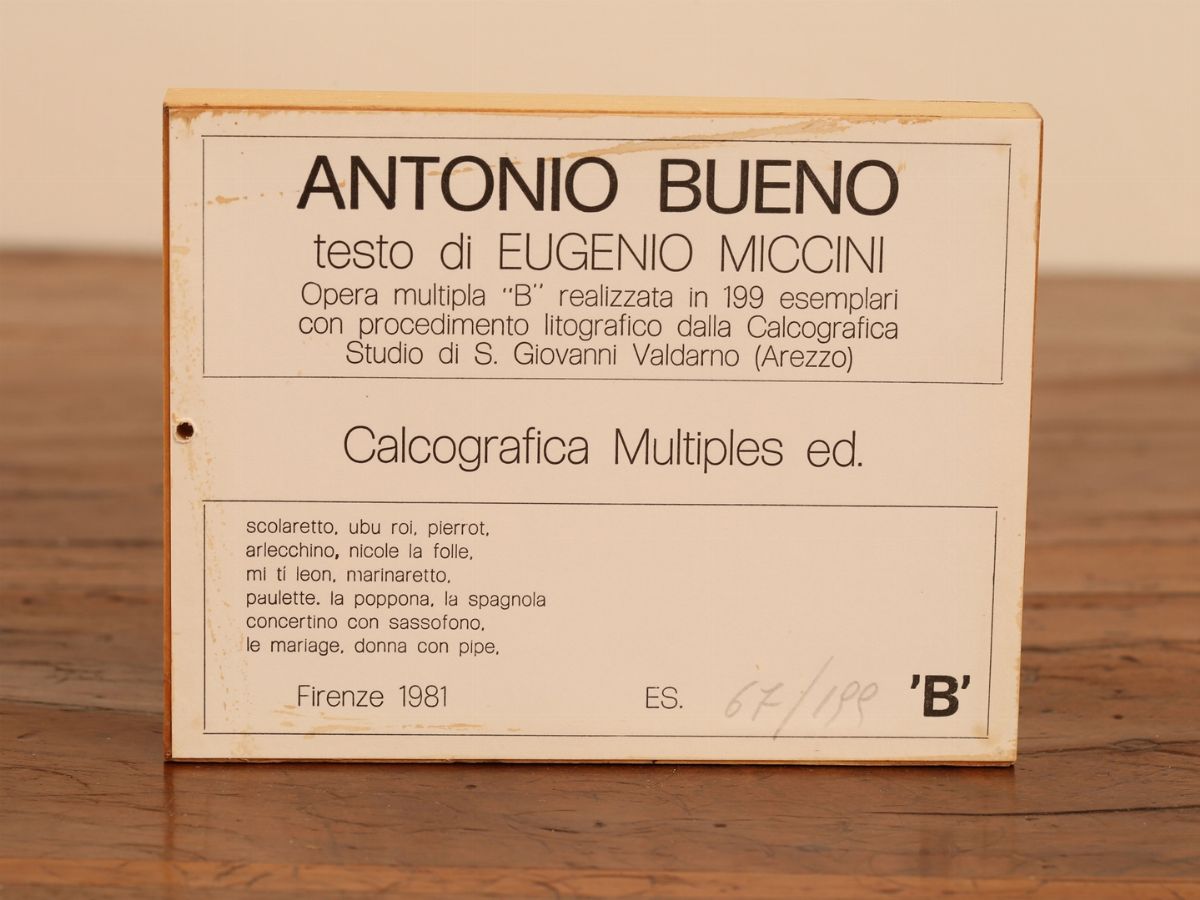 ANTONIO BUENO
testo di EUGENIO MICCINI
Opera multipla “B” realizzata in 199 esemplari
con procedimento litografico dalla Calcografica
Studio di S. Giovanni Valdarno (Arezzo)
Calcografica Multiples ed.
scolaretto, ubu roi, pierrot,
arlecchino, nicole la folle,
mi ti leon, marinaretto,
paulette. la poppona, la spagnola
concertino con sassofono,
le mariage, donna con pipe,
Firenze 1981 ES. 67/199 'B'